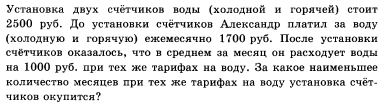 Установка двух счётчиков воды (холодной и горячей) стоит
2500 руб. До установки счётчиков Александр платил за воду
(холодную и горячую) ежемесячно 1700 руб. После установки
счётчиков оказалось, что в среднем за месяц он расходует воды
на 1000 руб. при тех же тарифах на воду. За какое наименьшее
количество месяцев при тех же тарифах на воду установка счёт-
чиков окупится?